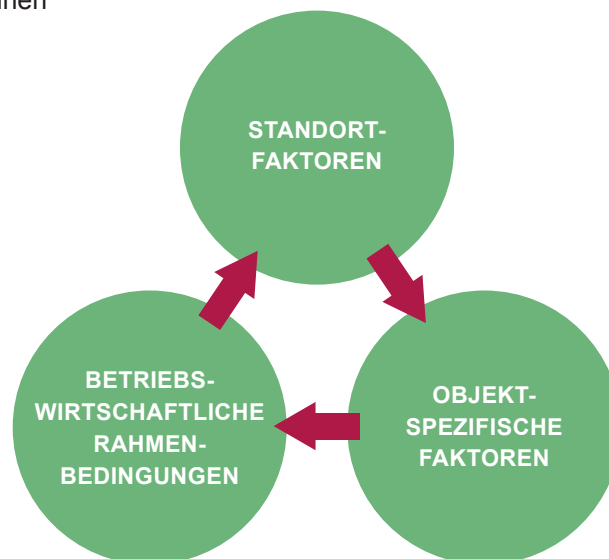 STANDORT-
FAKTOREN
BETRIEBS-
WIRTSCHAFTLICHE
RAHMEN-
BEDINGUNGEN
OBJEKT-
SPEZIFISCHE
FAKTOREN